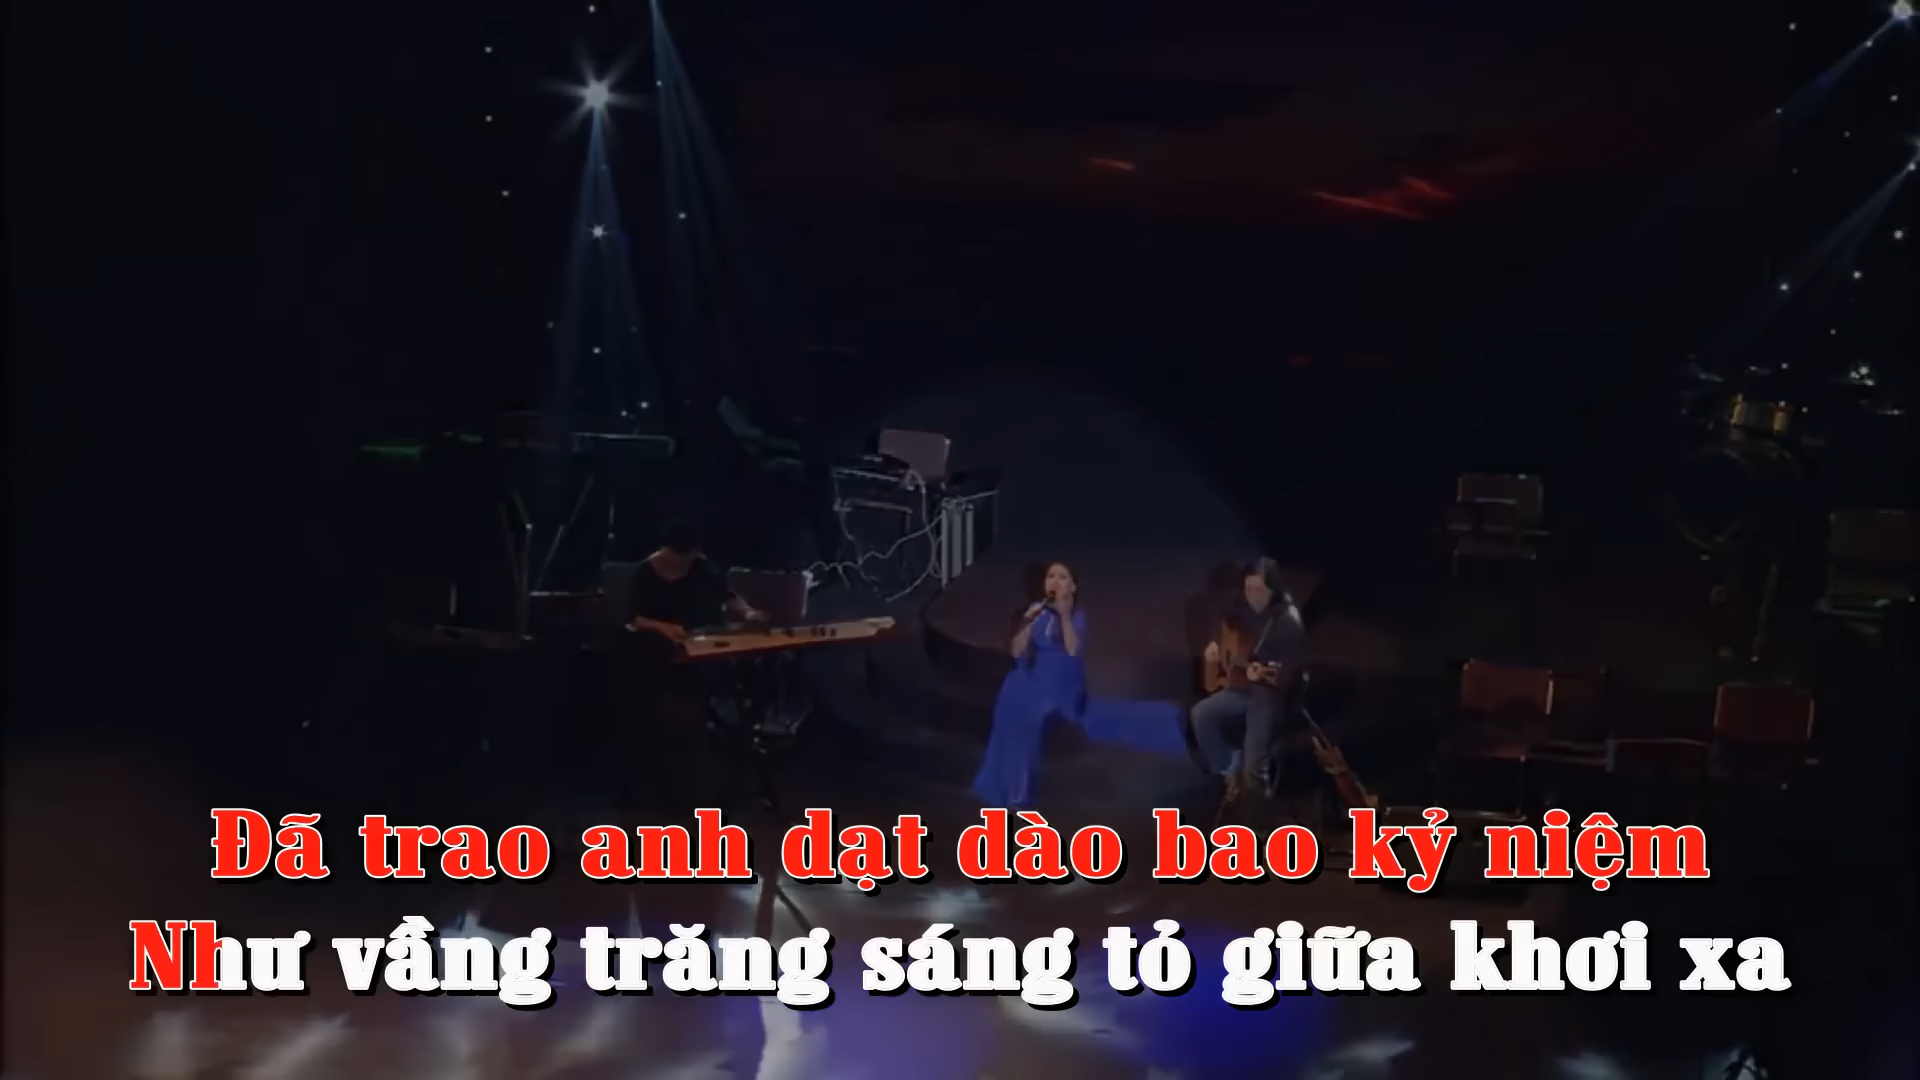 Đã trao anh dạt dào bao kỷ niệm
Như vầng trăng sáng tỏ giữa khơi xa